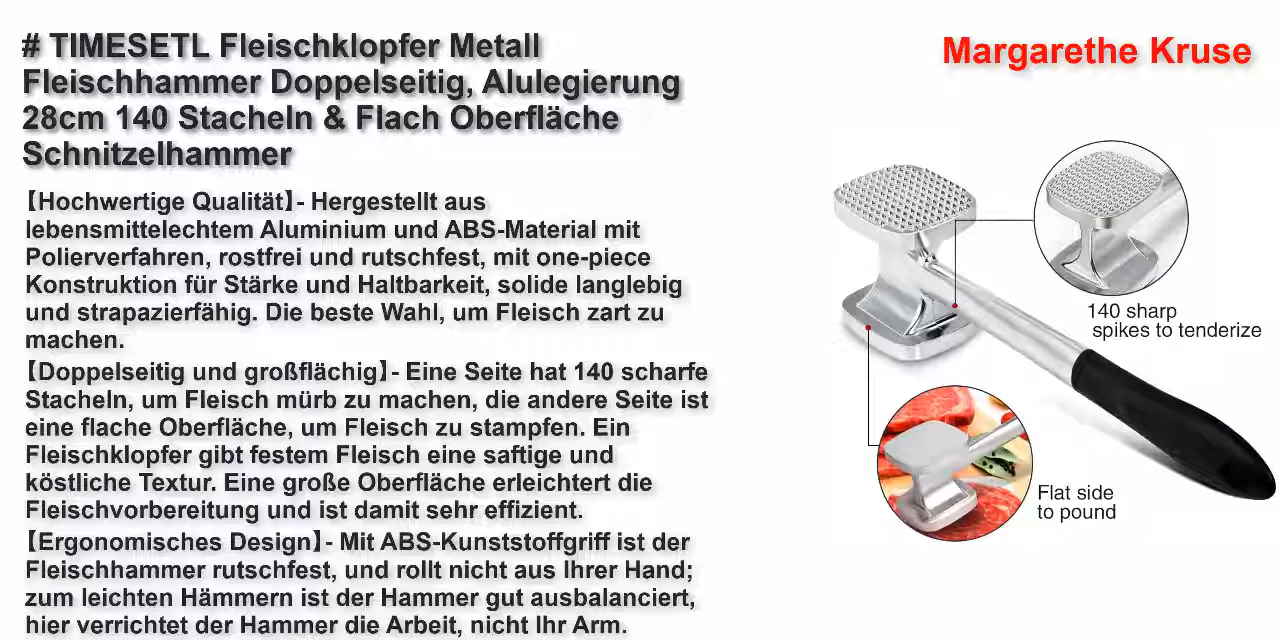 # TIMESETL Fleischklopfer Metall
Fleischhammer Doppelseitig, Alulegierung
28cm 140 Stacheln & Flach Oberfläche
Schnitzelhammer
【Hochwertige Qualität】- Hergestellt aus
lebensmittelechtem Aluminium und ABS-Material mit
Polierverfahren, rostfrei und rutschfest, mit one-piece
Konstruktion für Stärke und Haltbarkeit, solide langlebig
und strapazierfähig. Die beste Wahl, um Fleisch zart zu
machen.
【Doppelseitig und großflächig】- Eine Seite hat 140 scharfe
Stacheln, um Fleisch mürb zu machen, die andere Seite ist
eine flache Oberfläche, um Fleisch zu stampfen. Ein
Fleischklopfer gibt festem Fleisch eine saftige und
köstliche Textur. Eine große Oberfläche erleichtert die
Fleischvorbereitung und ist damit sehr effizient.
【Ergonomisches Design】- Mit ABS-Kunststoffgriff ist der
Fleischhammer rutschfest, und rollt nicht aus Ihrer Hand;
zum leichten Hämmern ist der Hammer gut ausbalanciert,
hier verrichtet der Hammer die Arbeit, nicht Ihr Arm.
Margarethe Kruse
140 sharp
spikes to tenderize
Flat side
to pound